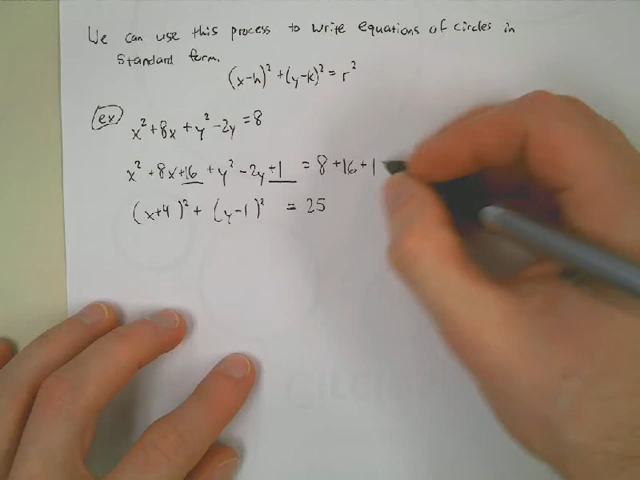 We can use this process to write equations of circles in
Standard form.
(x-h)² + (y-k)² = r²
ex x² + 8x + y² - 2y = 8
x² + 8x + 16 + y² - 2y + 1 = 8 + 16 + 1
(x+4)² + (y-1)² = 25